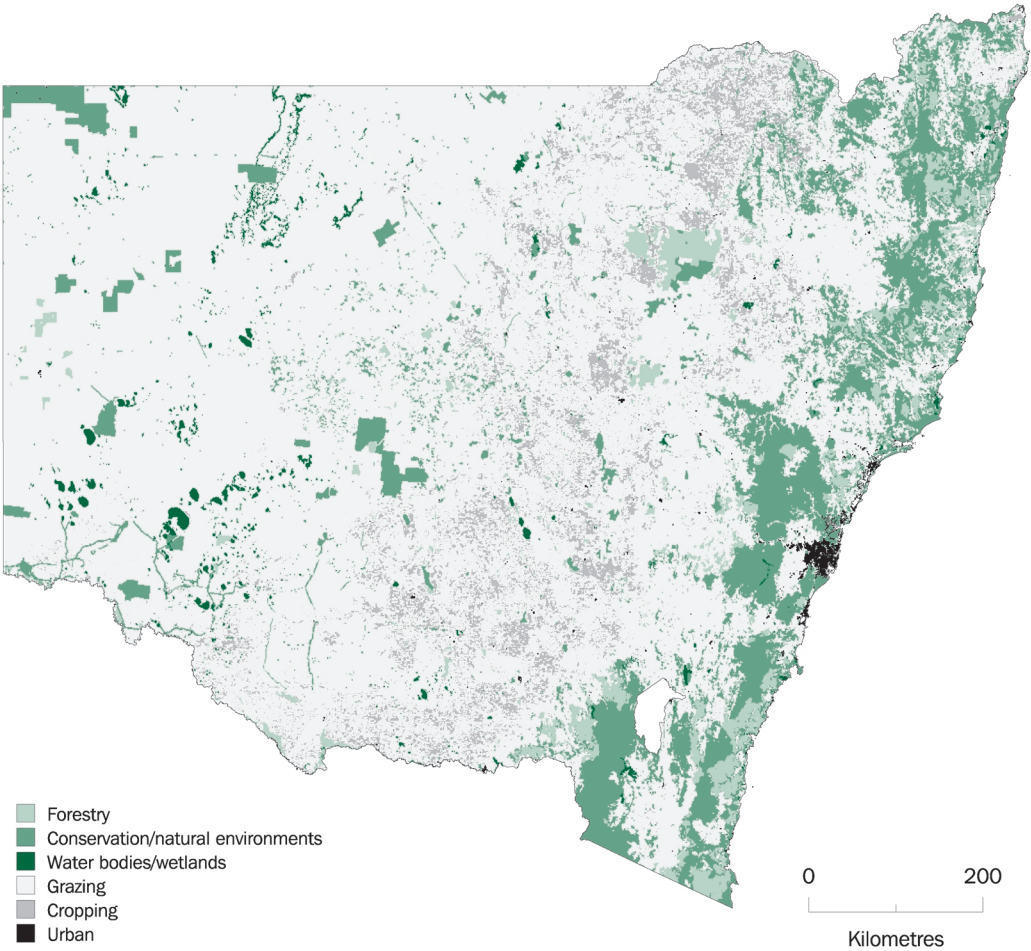 Forestry
Conservation/natural environments
Water bodies/wetlands
Grazing
Cropping
Urban
0 200
Kilometres